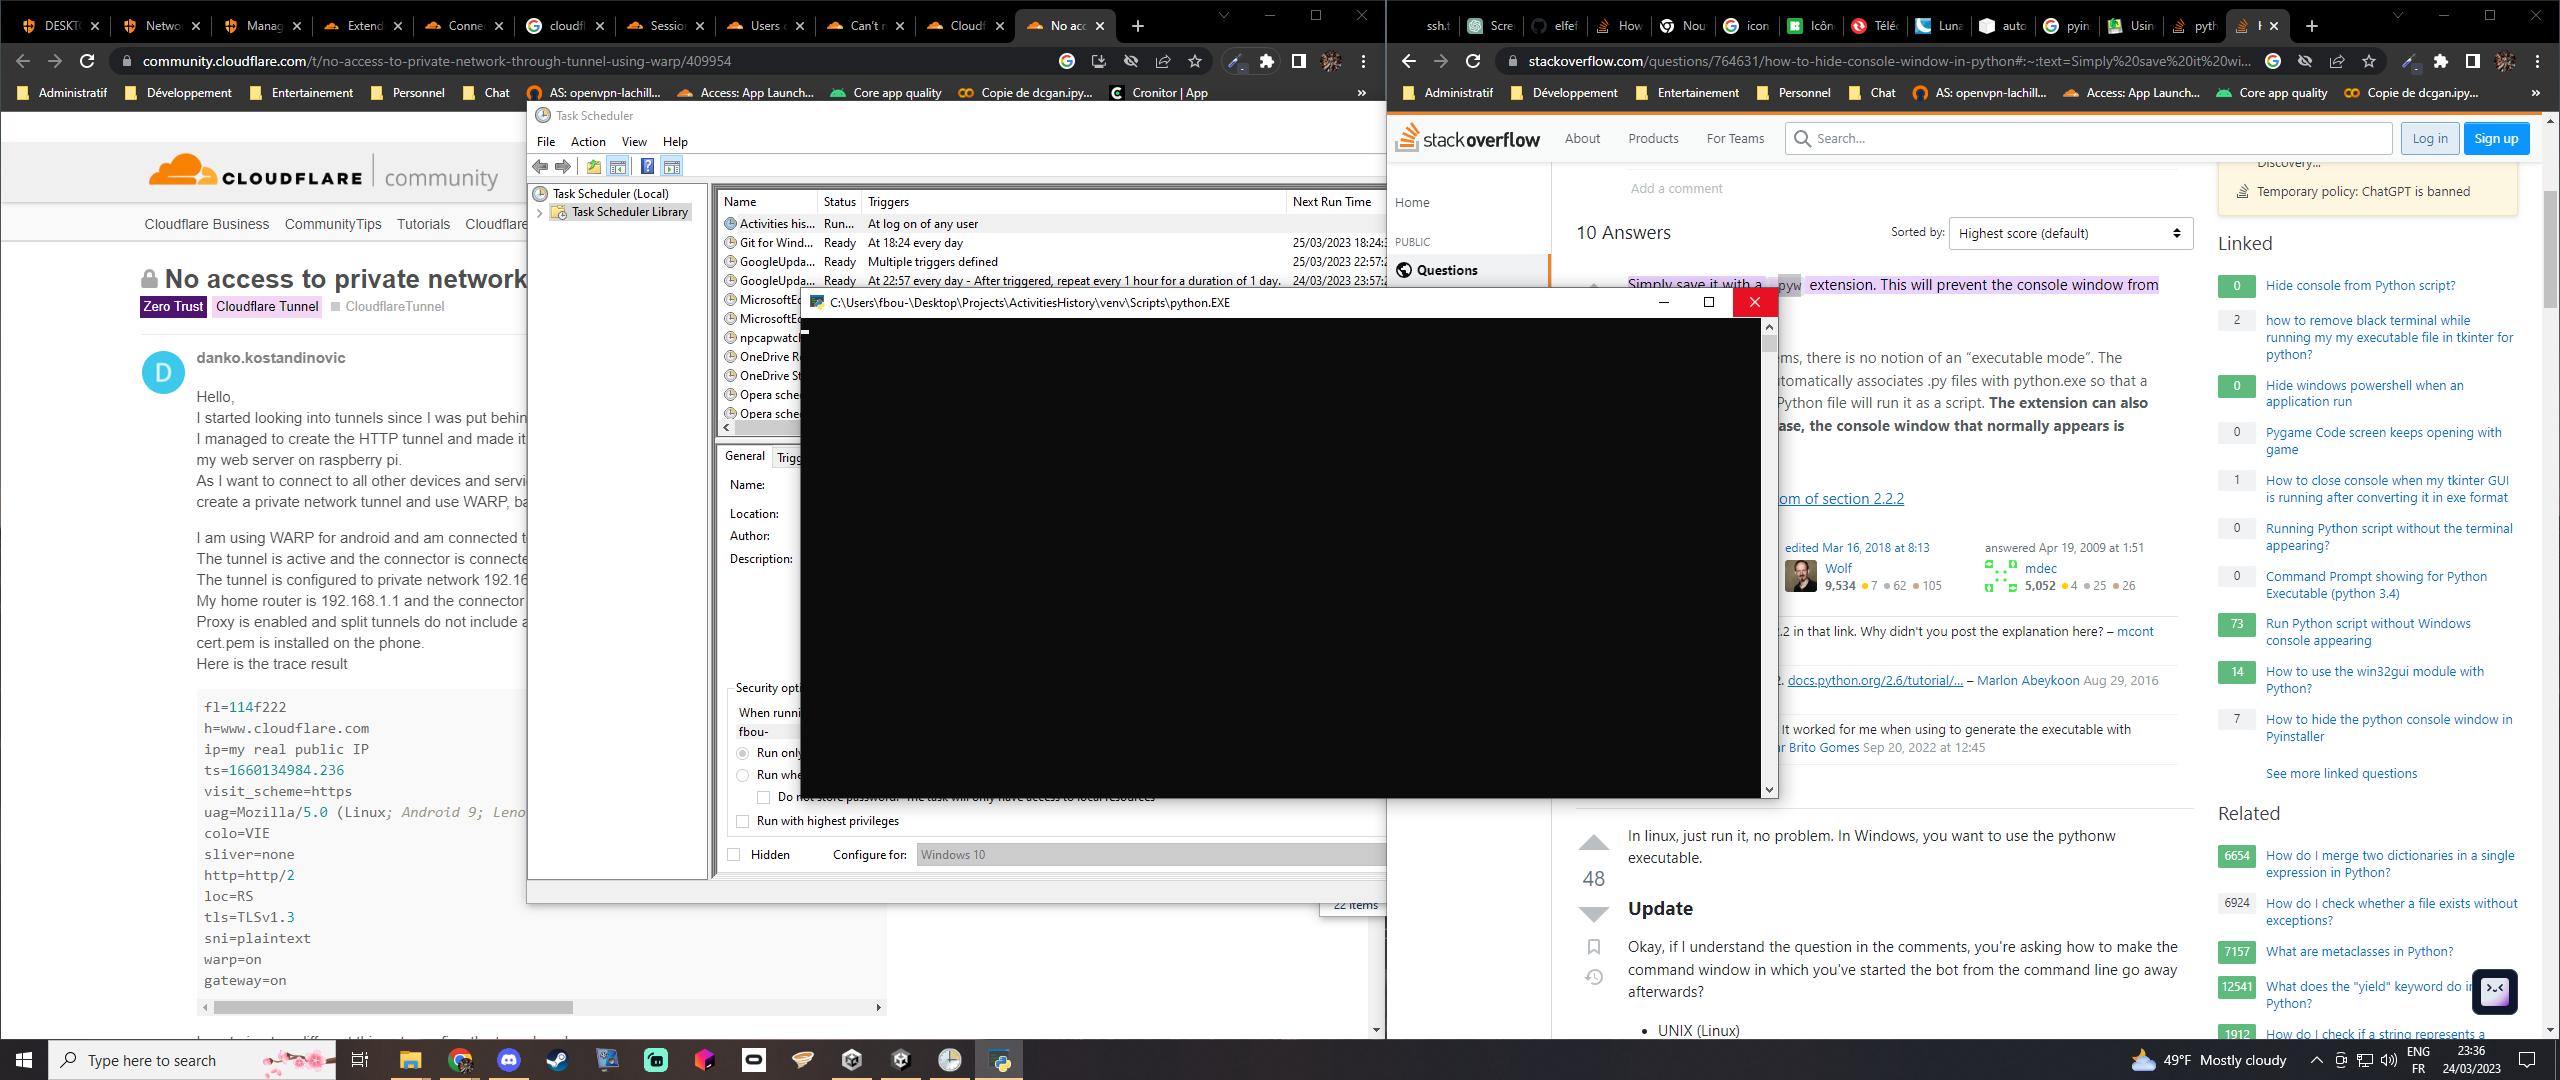 DESKT
Netwo
Manag
Extend
Conne
cloudfl
Session
Users
Can't n
Cloudf
No acc
community.cloudflare.com/t/no-access-to-private-network-through-tunnel-using-warp/409954
Administratif
Développement
Entertainement
Personnel
Chat
AS: openvpn-lachill...
Access: App Launch...
Core app quality
Copie de dcgan.ipy...
Cronitor | App
»
CLOUDFLARE | community
Cloudflare Business
CommunityTips
Tutorials
Cloudflare
No access to private network
Zero Trust
Cloudflare Tunnel
CloudflareTunnel
D
danko.kostandinovic
Hello,
I started looking into tunnels since I was put behin
I managed to create the HTTP tunnel and made it
my web server on raspberry pi.
As I want to connect to all other devices and servi
create a private network tunnel and use WARP, ba
I am using WARP for android and am connected t
The tunnel is active and the connector is connecte
The tunnel is configured to private network 192.16
My home router is 192.168.1.1 and the connector
Proxy is enabled and split tunnels do not include a
cert.pem is installed on the phone.
Here is the trace result
fl=114f222
h=www.cloudflare.com
ip=my real public IP
ts=1660134984.236
visit_scheme=https
uag=Mozilla/5.0 (Linux; Android 9; Leno
colo=VIE
sliver=none
http=http/2
loc=RS
tls=TLSv1.3
sni=plaintext
warp=on
gateway=on
Task Scheduler
File
Action
View
Help
Task Scheduler (Local)
Task Scheduler Library
Name
Status
Triggers
Next Run Time
Activities his...
Run...
At log on of any user
Git for Wind...
Ready
At 18:24 every day
25/03/2023 18:24:
GoogleUpda...
Ready
Multiple triggers defined
25/03/2023 22:57:
GoogleUpda...
Ready
At 22:57 every day - After triggered, repeat every 1 hour for a duration of 1 day.
24/03/2023 23:57:
MicrosoftEd
MicrosoftEd
npcapwatch
OneDrive R
OneDrive St
Opera sche
Opera sche
General
Trigg
Name:
Location:
Author:
Description:
Security opti
When runni
fbou-
Run only
Run whe
Do not store password. The task will only have access to local resources
Run with highest privileges
Hidden
Configure for:
Windows 10
22 items
C:\Users\fbou-\Desktop\Projects\ActivitiesHistory\venv\Scripts\python.EXE
ssh.t
Scre
elfef
How
Nou
icon
Icôn
Télé
Luna
auto
pyin
Usin
pyth
stackoverflow.com/questions/764631/how-to-hide-console-window-in-python#:~:text=Simply%20save%20it%20wi...
Administratif
Développement
Entertainement
Personnel
Chat
AS: openvpn-lachill...
Access: App Launch...
Core app quality
Copie de dcgan.ipy...
»
stackoverflow
About
Products
For Teams
Search...
Log in
Sign up
Home
PUBLIC
Questions
Add a comment
10 Answers
Sorted by:
Highest score (default)
Simply save it with a .pyw extension. This will prevent the console window from
ems, there is no notion of an “executable mode”. The
utomatically associates .py files with python.exe so that a
Python file will run it as a script. The extension can also
ase, the console window that normally appears is
om of section 2.2.2
edited Mar 16, 2018 at 8:13
Wolf
9,534 7 62 105
answered Apr 19, 2009 at 1:51
mdec
5,052 4 25 26
.2 in that link. Why didn't you post the explanation here? – mcont
2. docs.python.org/2.6/tutorial/... – Marlon Abeykoon Aug 29, 2016
It worked for me when using to generate the executable with
ar Brito Gomes Sep 20, 2022 at 12:45
48
In linux, just run it, no problem. In Windows, you want to use the pythonw
executable.
Update
Okay, if I understand the question in the comments, you're asking how to make the
command window in which you've started the bot from the command line go away
afterwards?
• UNIX (Linux)
Discovery...
Temporary policy: ChatGPT is banned
Linked
0
Hide console from Python script?
2
how to remove black terminal while
running my my executable file in tkinter for
python?
0
Hide windows powershell when an
application run
0
Pygame Code screen keeps opening with
game
1
How to close console when my tkinter GUI
is running after converting it in exe format
0
Running Python script without the terminal
appearing?
0
Command Prompt showing for Python
Executable (python 3.4)
73
Run Python script without Windows
console appearing
14
How to use the win32gui module with
Python?
7
How to hide the python console window in
Pyinstaller
See more linked questions
Related
6654
How do I merge two dictionaries in a single
expression in Python?
6924
How do I check whether a file exists without
exceptions?
7157
What are metaclasses in Python?
12541
What does the "yield" keyword do in
Python?
1912
How do I check if a string represents a
Type here to search
49°F Mostly cloudy
ENG
FR
23:36
24/03/2023